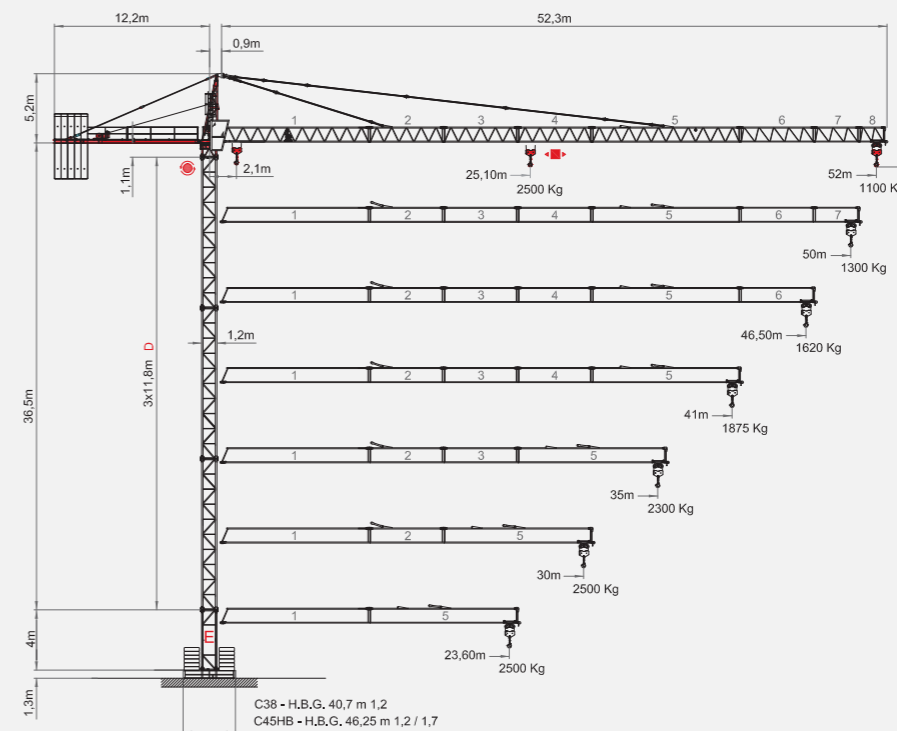 12,2m
52,3m
0,9m
5,2m
1 2 3 4 5 6 7 8
1,1m
2,1m
25,10m
2500 Kg
52m
1100 K
1 2 3 4 5 6 7
50m
1300 Kg
1 2 3 4 5 6
46,50m
1620 Kg
1,2m
3x11,8m D
36,5m
1 2 3 4 5
41m
1875 Kg
1 2 3 5
35m
2300 Kg
1 2 5
30m
2500 Kg
1 5
23,60m
2500 Kg
4m
E
1,3m
C38 - H.B.G. 40,7 m 1,2
C45HB - H.B.G. 46,25 m 1,2 / 1,7